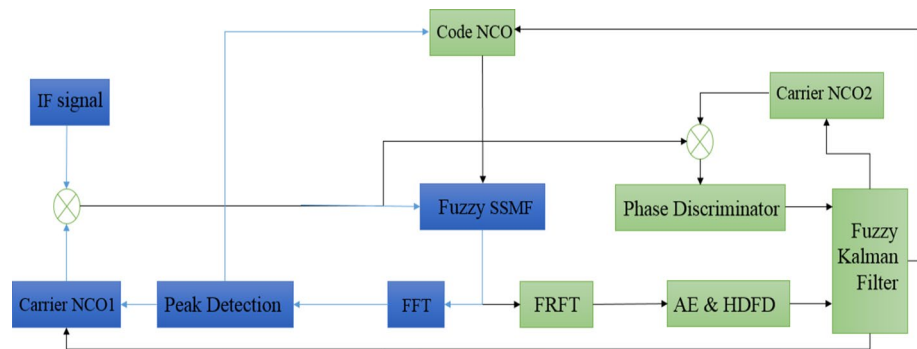 Code NCO
IF signal
Carrier NCO2
Fuzzy SSMF
Phase Discriminator
Fuzzy
Kalman
Filter
Carrier NCO1
Peak Detection
FFT
FRFT
AE & HDFD